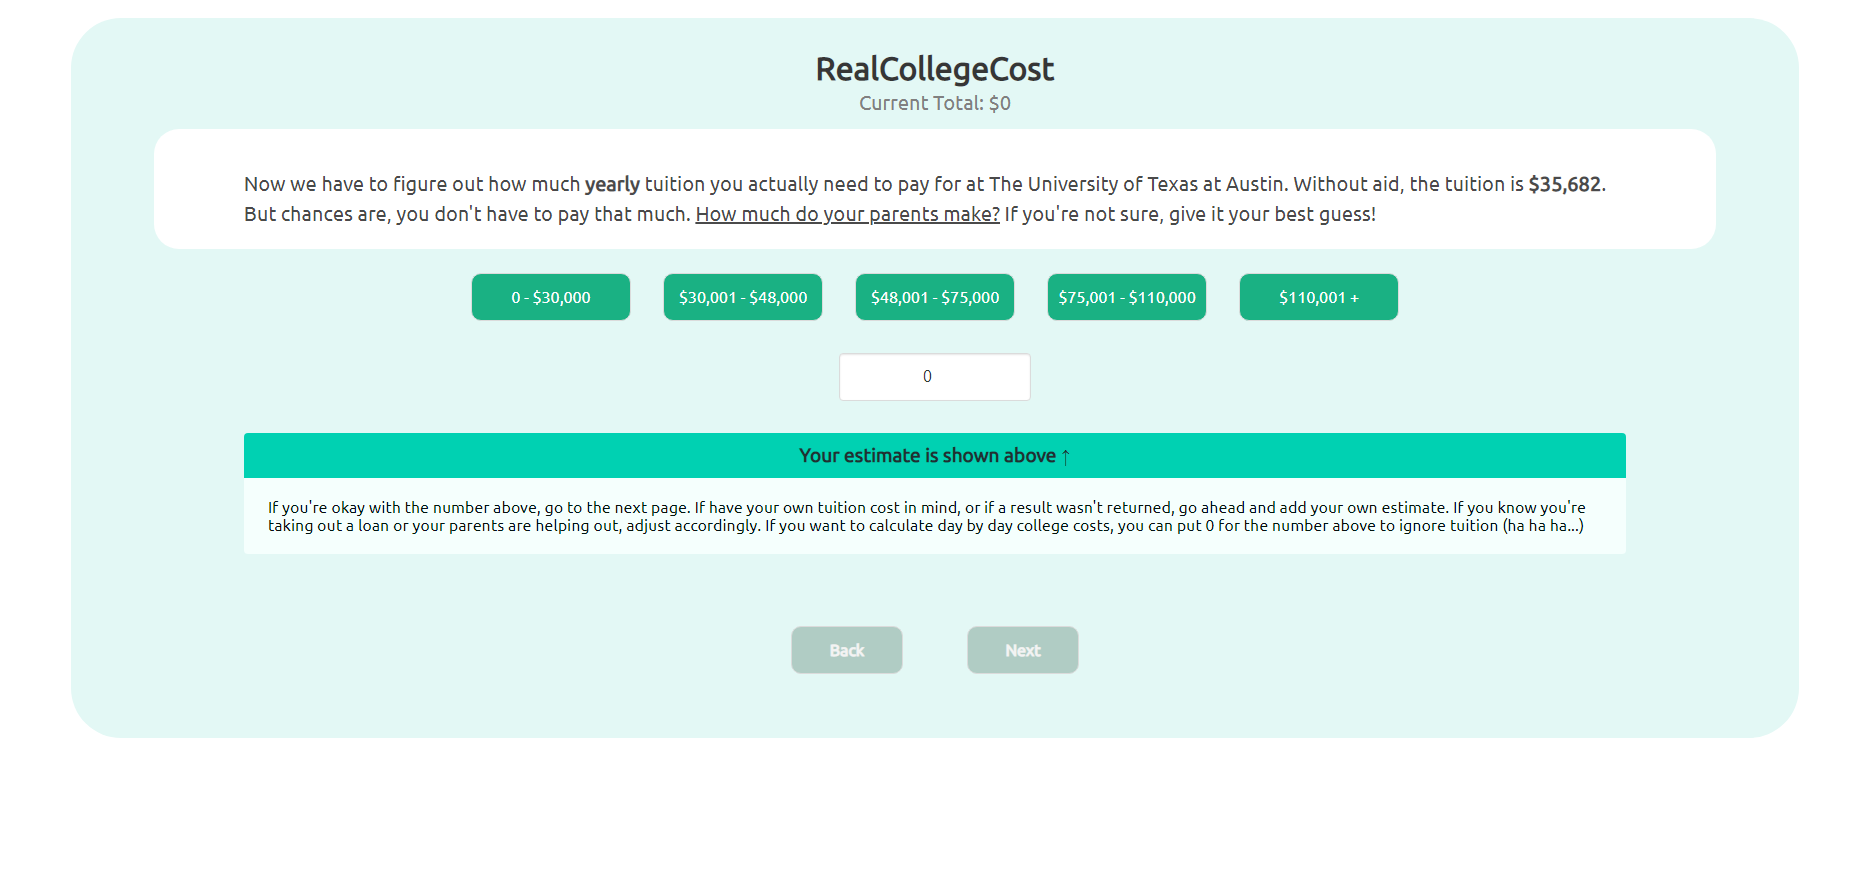 RealCollegeCost
Current Total: $0
Now we have to figure out how much yearly tuition you actually need to pay for at The University of Texas at Austin. Without aid, the tuition is $35,682.
But chances are, you don't have to pay that much. How much do your parents make? If you're not sure, give it your best guess!
0 - $30,000
$30,001 - $48,000
$48,001 - $75,000
$75,001 - $110,000
$110,001 +
0
Your estimate is shown above ↑
If you're okay with the number above, go to the next page. If have your own tuition cost in mind, or if a result wasn't returned, go ahead and add your own estimate. If you know you're
taking out a loan or your parents are helping out, adjust accordingly. If you want to calculate day by day college costs, you can put 0 for the number above to ignore tuition (ha ha ha...)
Back
Next